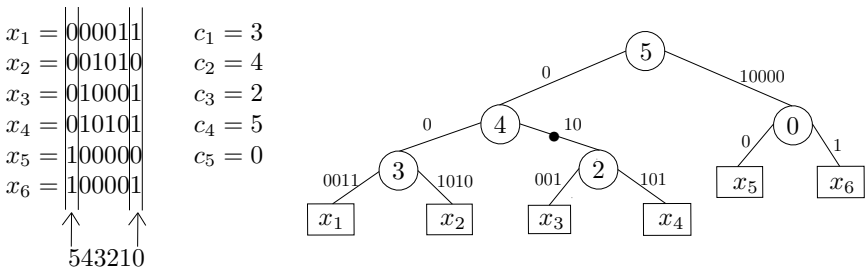 x₁ = 000011 c₁ = 3
x₂ = 001010 c₂ = 4
x₃ = 010001 c₃ = 2
x₄ = 010101 c₄ = 5
x₅ = 100000 c₅ = 0
x₆ = 100001
543210
5
0 10000
4 0
0 10 0 1
3 2 x₅ x₆
0011 1010 001 101
x₁ x₂ x₃ x₄